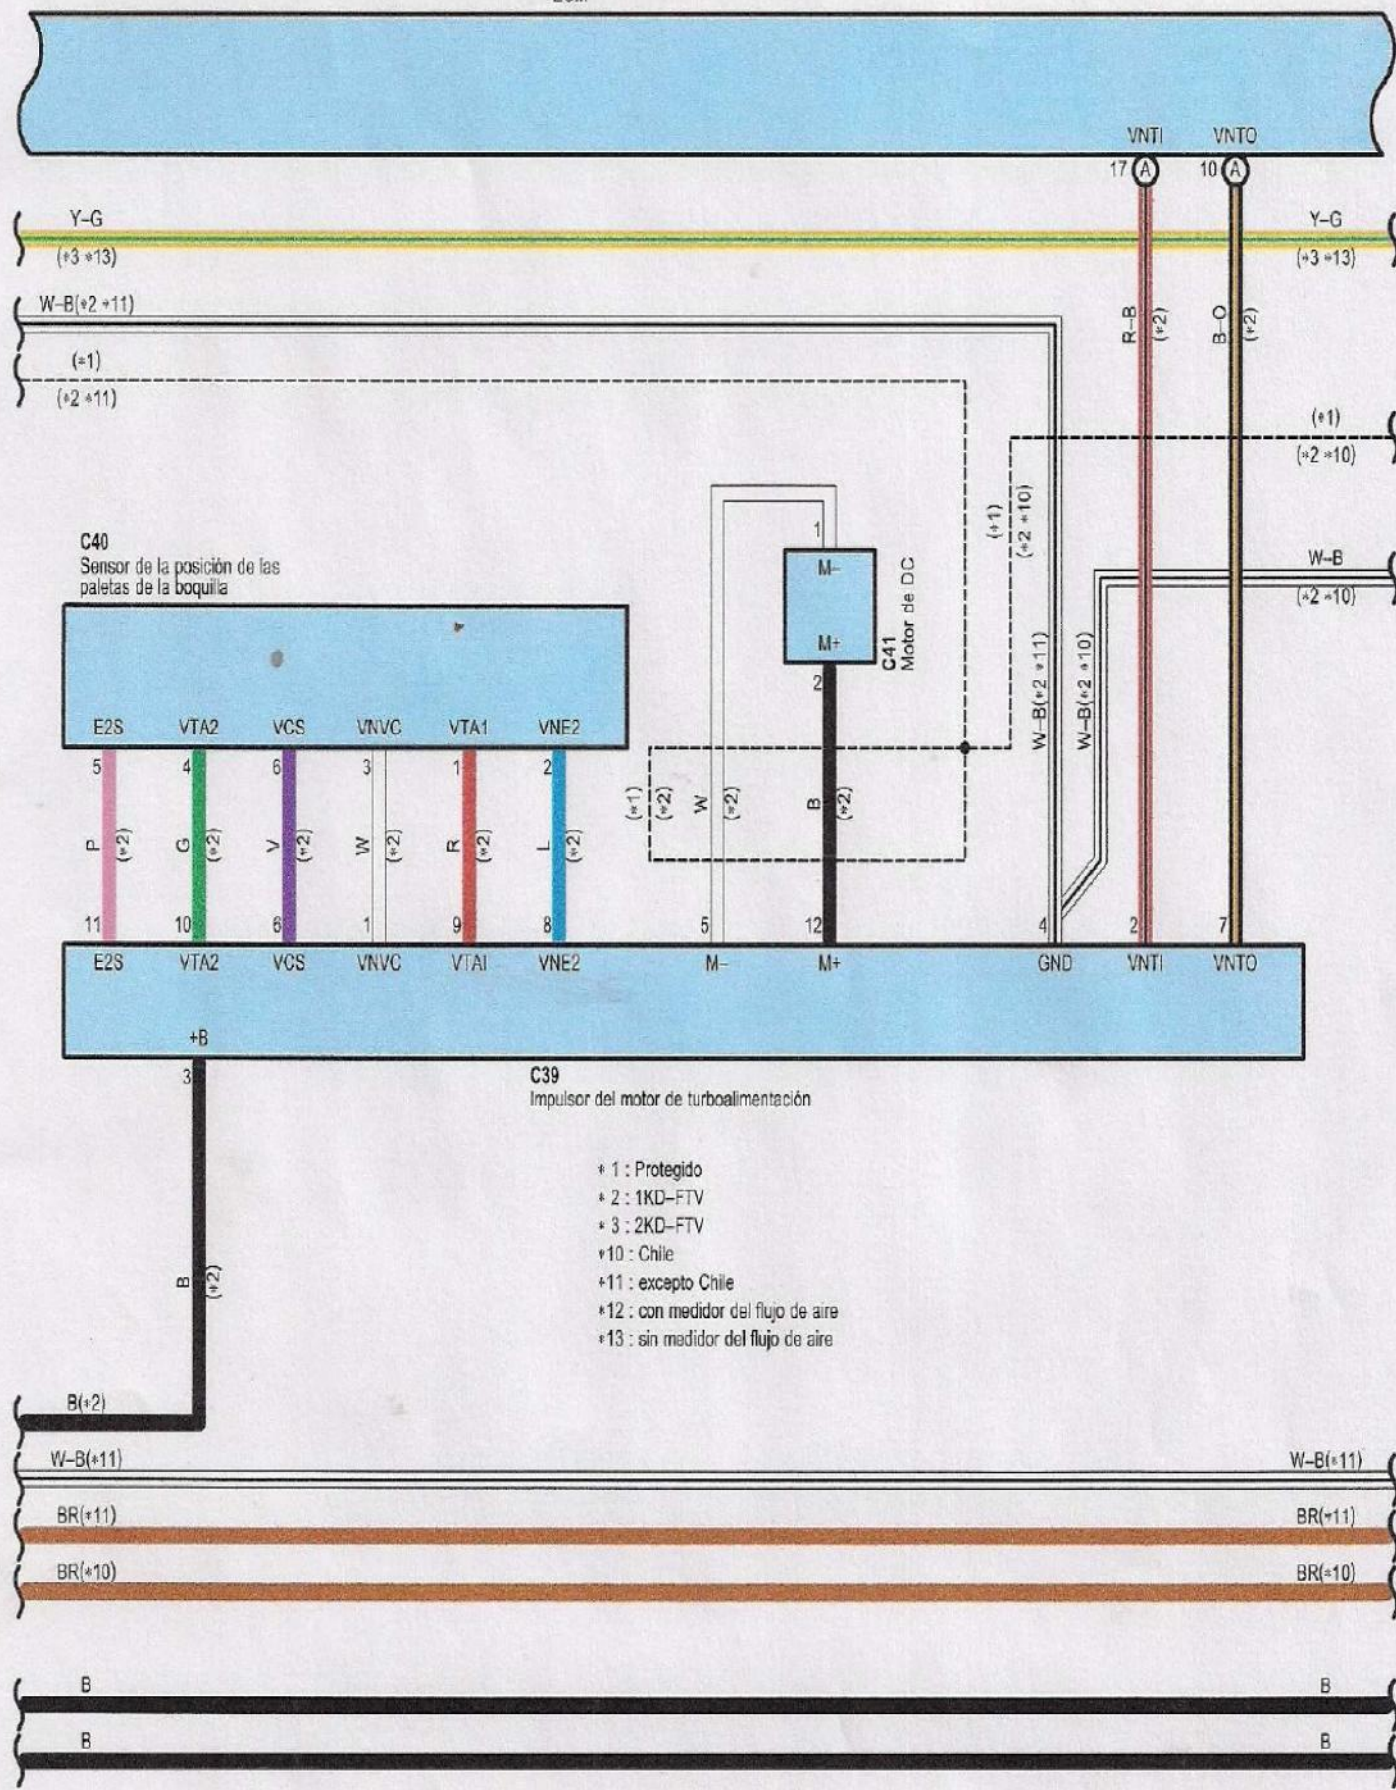 VNTI VNTO
17 A 10 A
Y–G Y–G
(*3 *13) (*3 *13)
W–B(*2 *11)
R–B (*2) B–O (*2)
(*1)
(*2 *11)
(*1)
(*2 *10)
(*1)
(*2 *10)
C40
Sensor de la posición de las
paletas de la boquilla
1
M–
M+
2
C41
Motor de DC
W–B
(*2 *10)
W–B(*2 *11)
W–B(*2 *10)
E2S VTA2 VCS VNVC VTA1 VNE2
5 4 6 3 1 2
P (*2) G (*2) V (*2) W (*2) R (*2) L (*2) (*1) (*2) W (*2) B (*2)
11 10 6 1 9 8 5 12 4 2 7
E2S VTA2 VCS VNVC VTAI VNE2 M– M+ GND VNTI VNTO
+B
3
C39
Impulsor del motor de turboalimentación
* 1 : Protegido
* 2 : 1KD–FTV
* 3 : 2KD–FTV
*10 : Chile
*11 : excepto Chile
*12 : con medidor del flujo de aire
*13 : sin medidor del flujo de aire
B (*2)
B(*2)
W–B(*11) W–B(*11)
BR(*11) BR(*11)
BR(*10) BR(*10)
B B
B B